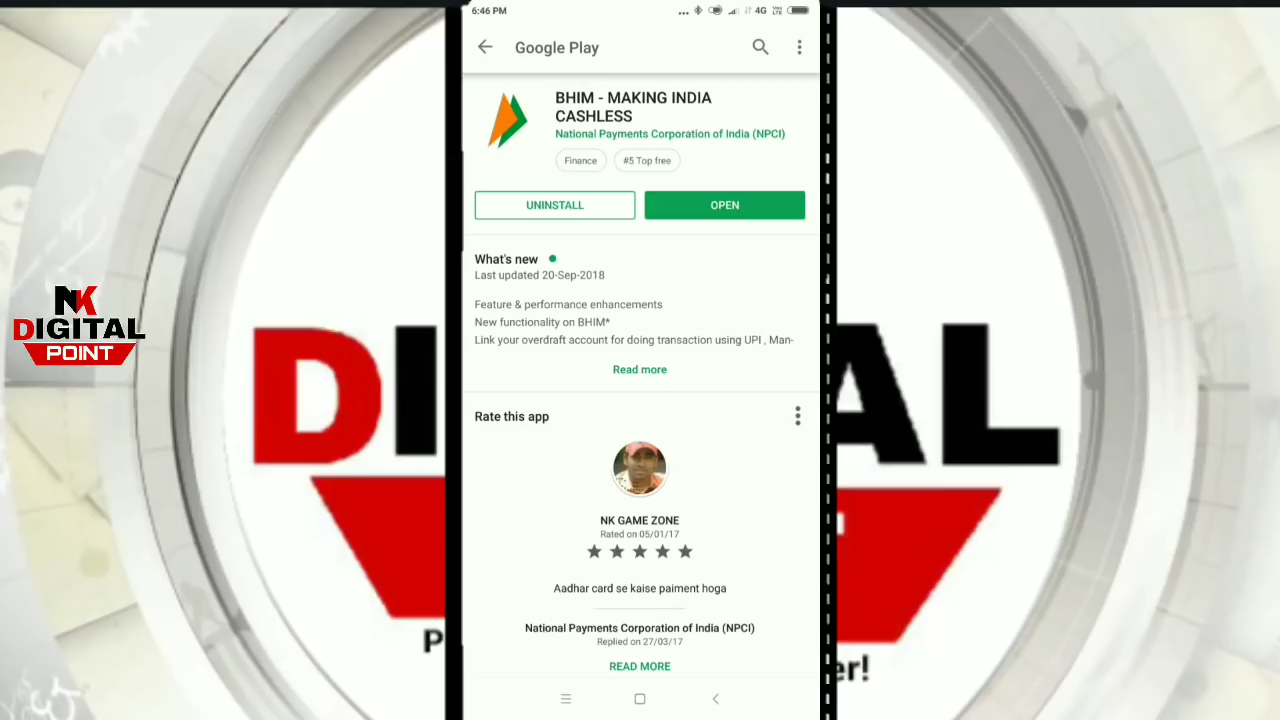 6:46 PM
4G
Google Play
BHIM - MAKING INDIA
CASHLESS
National Payments Corporation of India (NPCI)
Finance
#5 Top free
UNINSTALL
OPEN
What's new
Last updated 20-Sep-2018
Feature & performance enhancements
New functionality on BHIM*
Link your overdraft account for doing transaction using UPI , Man-
Read more
Rate this app
NK GAME ZONE
Rated on 05/01/17
Aadhar card se kaise paiment hoga
National Payments Corporation of India (NPCI)
Replied on 27/03/17
READ MORE
NK
DIGITAL
POINT
DI
AL
P
er!